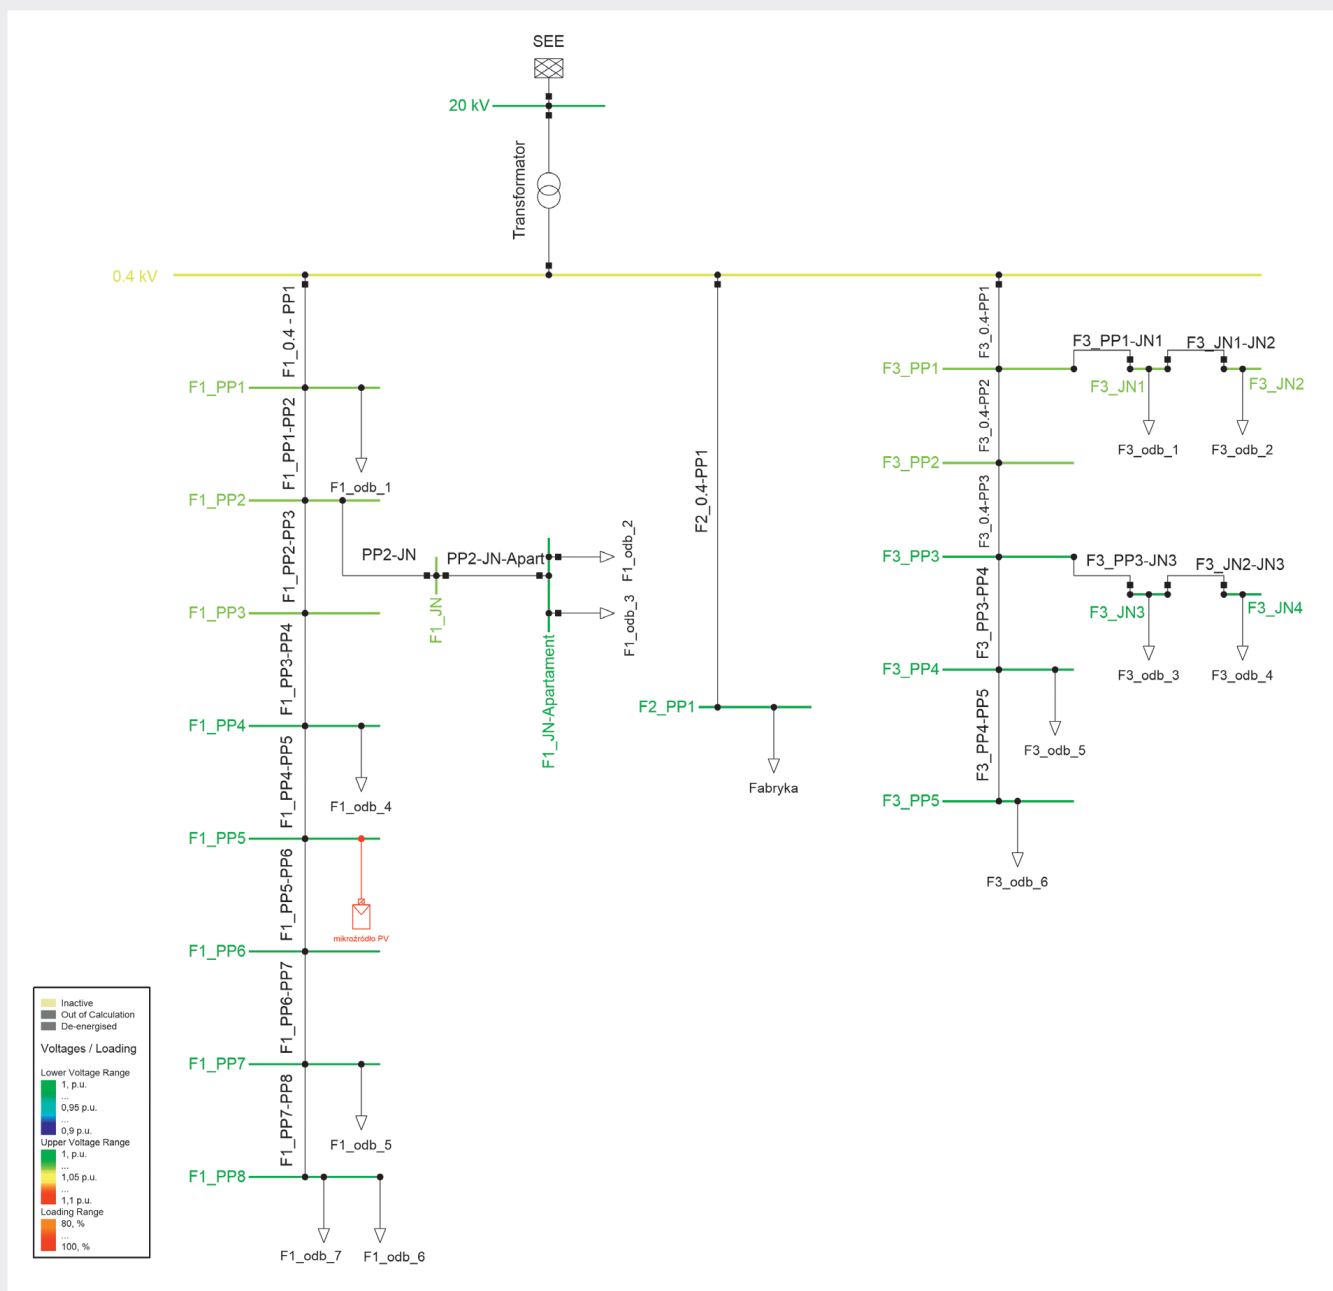 SEE
20 kV
Transformator
0.4 kV
F1_0.4 - PP1
F1_PP1
F1_PP1-PP2
F1_odb_1
F1_PP2
F1_PP2-PP3
PP2-JN
PP2-JN-Apart
F1_odb_2
F1_odb_3
F1_JN
F1_JN-Apartament
F1_PP3
F1_PP3-PP4
F1_PP4
F1_PP4-PP5
F1_odb_4
F1_PP5
F1_PP5-PP6
mikroźródło PV
F1_PP6
F1_PP6-PP7
F1_PP7
F1_PP7-PP8
F1_odb_5
F1_PP8
F1_odb_7
F1_odb_6
F2_0.4-PP1
F2_PP1
Fabryka
F3_0.4-PP1
F3_PP1-JN1
F3_JN1-JN2
F3_PP1
F3_JN1
F3_JN2
F3_0.4-PP2
F3_odb_1
F3_odb_2
F3_PP2
F3_0.4-PP3
F3_PP3
F3_PP3-JN3
F3_JN2-JN3
F3_JN3
F3_JN4
F3_PP3-PP4
F3_odb_3
F3_odb_4
F3_PP4
F3_PP4-PP5
F3_odb_5
F3_PP5
F3_odb_6
Inactive
Out of Calculation
De-energised
Voltages / Loading
Lower Voltage Range
1, p.u.
...
0,95 p.u.
...
0,9 p.u.
Upper Voltage Range
1, p.u.
...
1,05 p.u.
...
1,1 p.u.
Loading Range
80, %
...
100, %